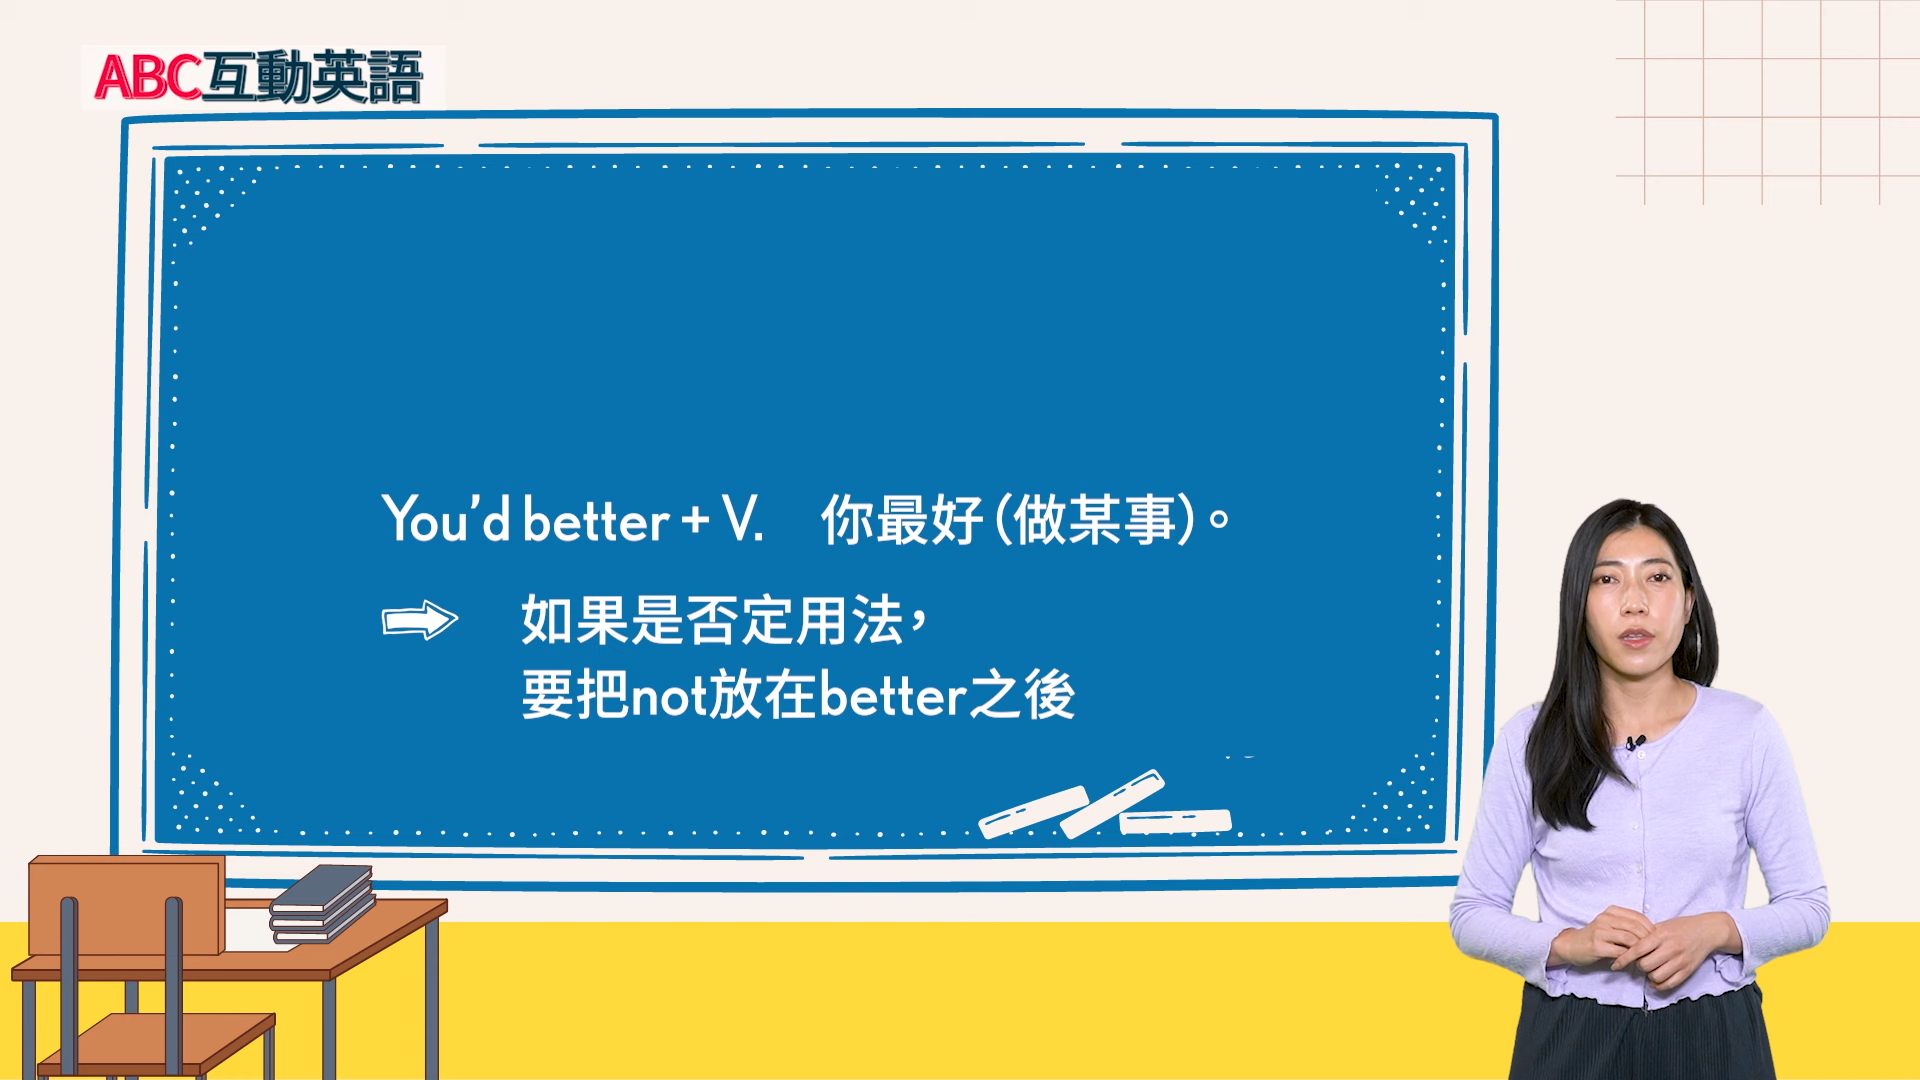 ABC互動英語
You'd better + V. 你最好(做某事)。
如果是否定用法，
要把not放在better之後